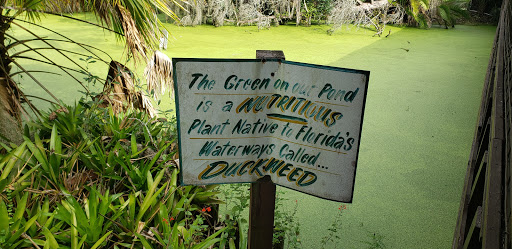 The Green on our Pond
is a NUTRITIOUS
Plant Native To Florida's
Waterways Called...
DUCKWEED